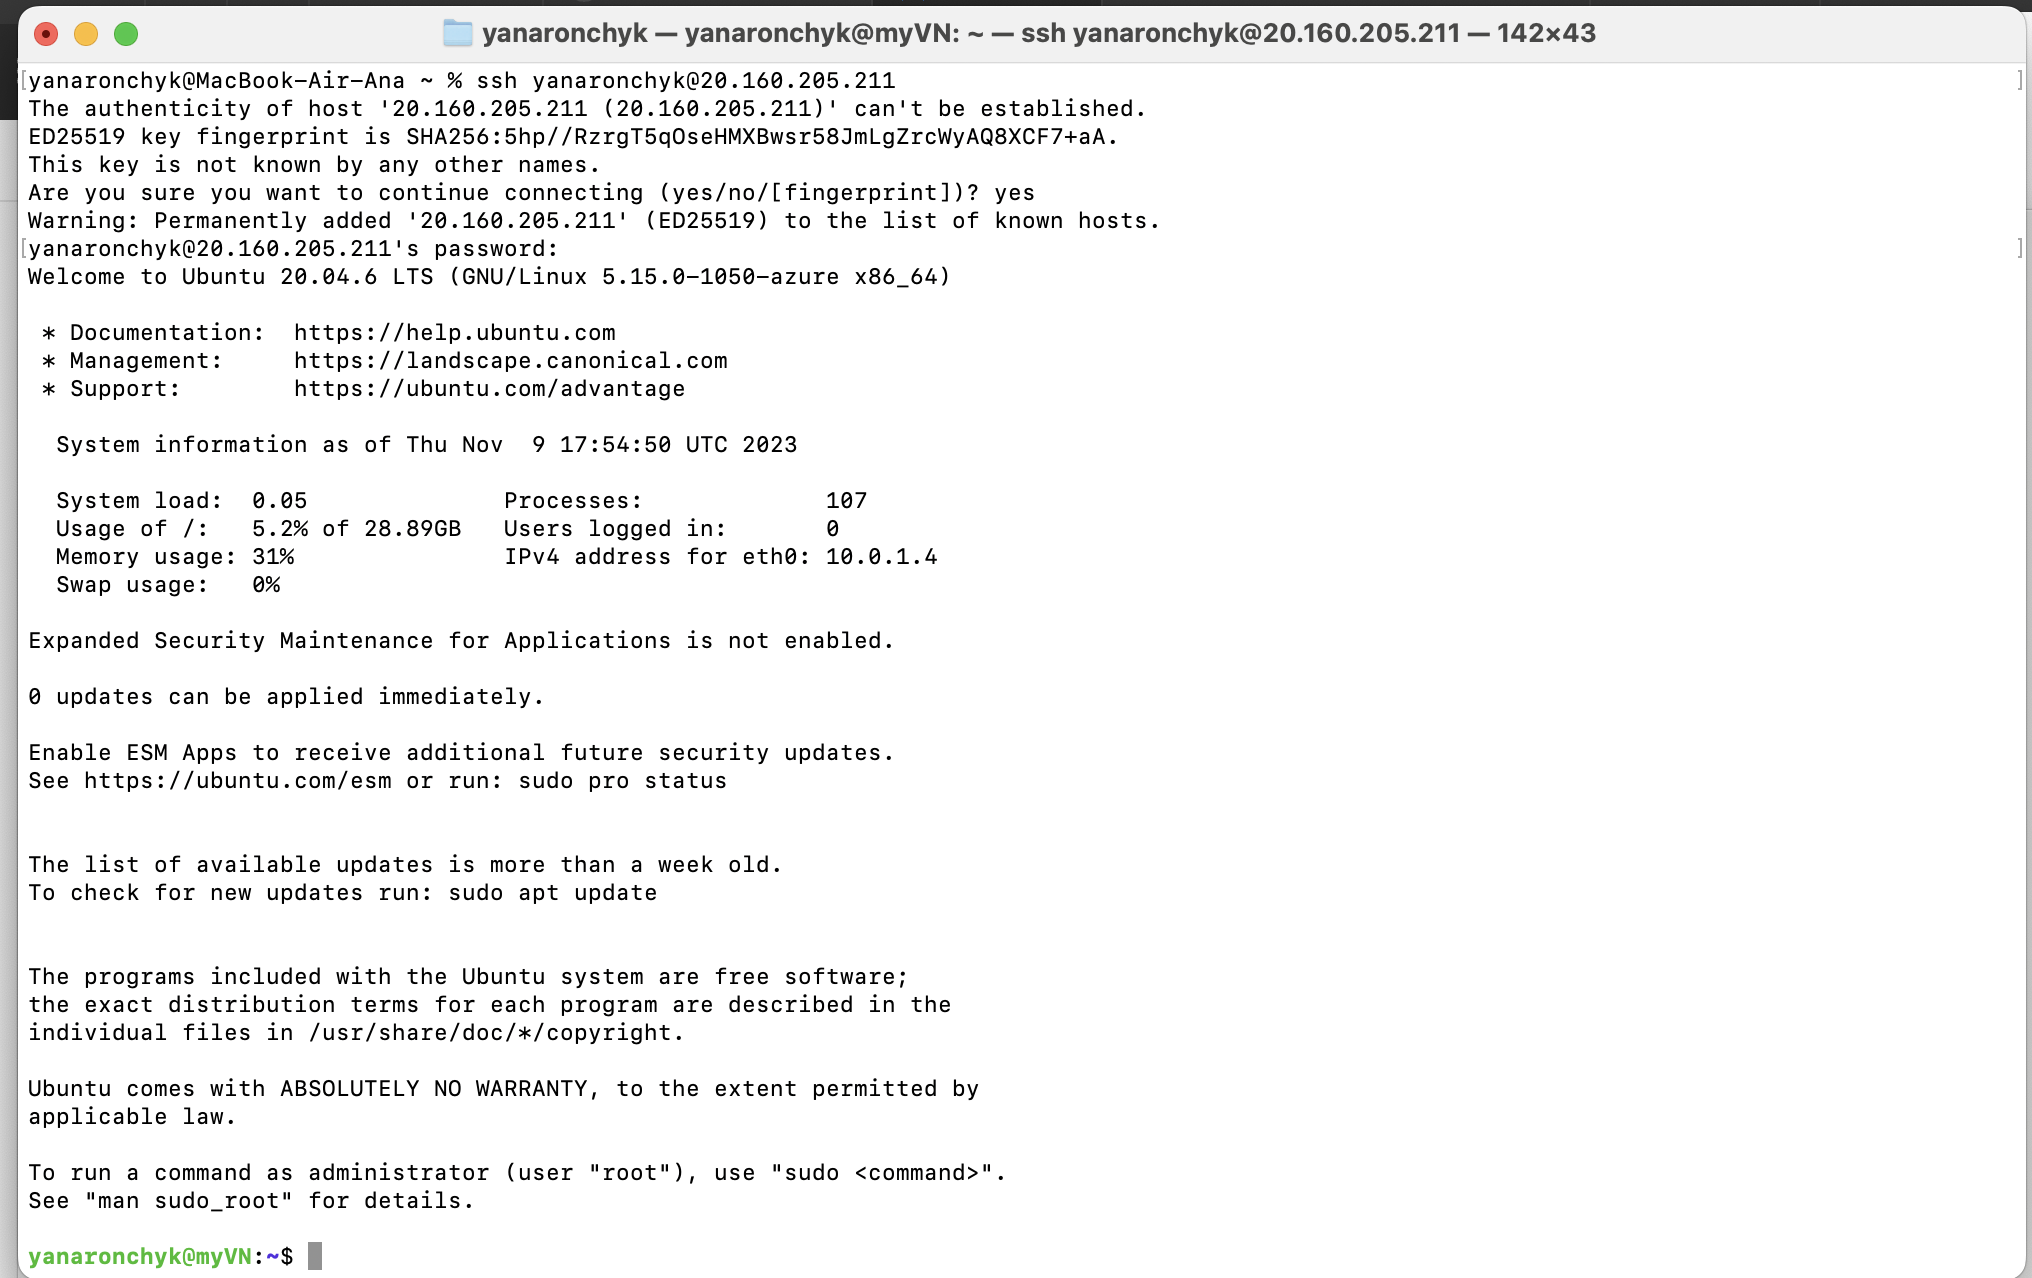 yanaronchyk — yanaronchyk@myVN: ~ — ssh yanaronchyk@20.160.205.211 — 142×43
[yanaronchyk@MacBook-Air-Ana ~ % ssh yanaronchyk@20.160.205.211 ]
The authenticity of host '20.160.205.211 (20.160.205.211)' can't be established.
ED25519 key fingerprint is SHA256:5hp//RzrgT5qOseHMXBwsr58JmLgZrcWyAQ8XCF7+aA.
This key is not known by any other names.
Are you sure you want to continue connecting (yes/no/[fingerprint])? yes
Warning: Permanently added '20.160.205.211' (ED25519) to the list of known hosts.
[yanaronchyk@20.160.205.211's password: ]
Welcome to Ubuntu 20.04.6 LTS (GNU/Linux 5.15.0-1050-azure x86_64)
* Documentation:  https://help.ubuntu.com
* Management:     https://landscape.canonical.com
* Support:        https://ubuntu.com/advantage
System information as of Thu Nov  9 17:54:50 UTC 2023
System load:  0.05              Processes:             107
Usage of /:   5.2% of 28.89GB   Users logged in:       0
Memory usage: 31%               IPv4 address for eth0: 10.0.1.4
Swap usage:   0%
Expanded Security Maintenance for Applications is not enabled.
0 updates can be applied immediately.
Enable ESM Apps to receive additional future security updates.
See https://ubuntu.com/esm or run: sudo pro status
The list of available updates is more than a week old.
To check for new updates run: sudo apt update
The programs included with the Ubuntu system are free software;
the exact distribution terms for each program are described in the
individual files in /usr/share/doc/*/copyright.
Ubuntu comes with ABSOLUTELY NO WARRANTY, to the extent permitted by
applicable law.
To run a command as administrator (user "root"), use "sudo <command>".
See "man sudo_root" for details.
yanaronchyk@myVN:~$